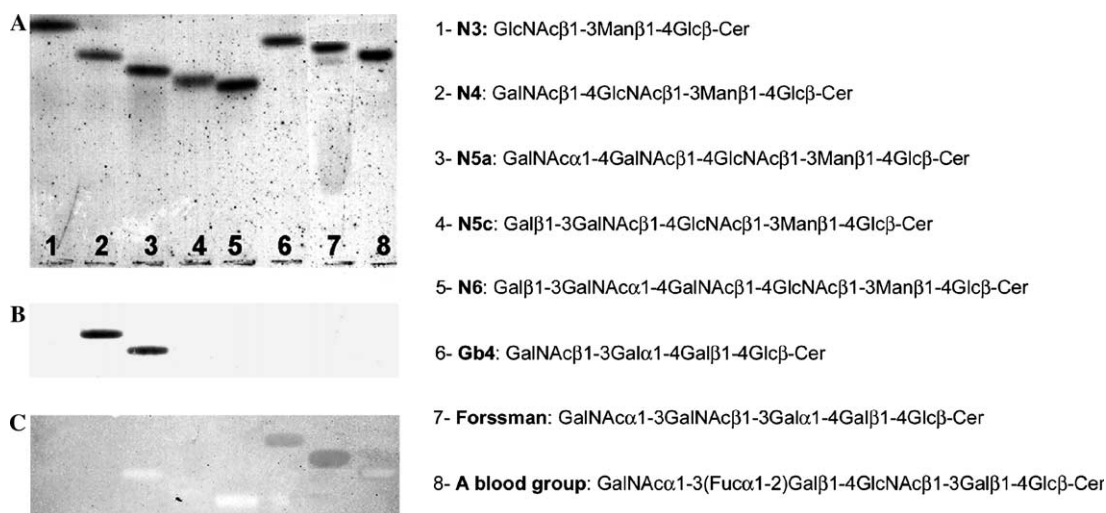 A
1 2 3 4 5 6 7 8
B
C
1- N3: GlcNAcβ1-3Manβ1-4Glcβ-Cer
2- N4: GalNAcβ1-4GlcNAcβ1-3Manβ1-4Glcβ-Cer
3- N5a: GalNAcα1-4GalNAcβ1-4GlcNAcβ1-3Manβ1-4Glcβ-Cer
4- N5c: Galβ1-3GalNAcβ1-4GlcNAcβ1-3Manβ1-4Glcβ-Cer
5- N6: Galβ1-3GalNAcα1-4GalNAcβ1-4GlcNAcβ1-3Manβ1-4Glcβ-Cer
6- Gb4: GalNAcβ1-3Galα1-4Galβ1-4Glcβ-Cer
7- Forssman: GalNAcα1-3GalNAcβ1-3Galα1-4Galβ1-4Glcβ-Cer
8- A blood group: GalNAcα1-3(Fucα1-2)Galβ1-4GlcNAcβ1-3Galβ1-4Glcβ-Cer